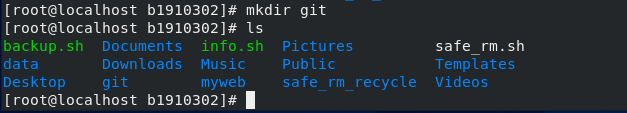 [root@localhost b1910302]# mkdir git
[root@localhost b1910302]# ls
backup.sh  Documents  info.sh  Pictures         safe_rm.sh
data       Downloads  Music    Public           Templates
Desktop    git        myweb    safe_rm_recycle  Videos
[root@localhost b1910302]#